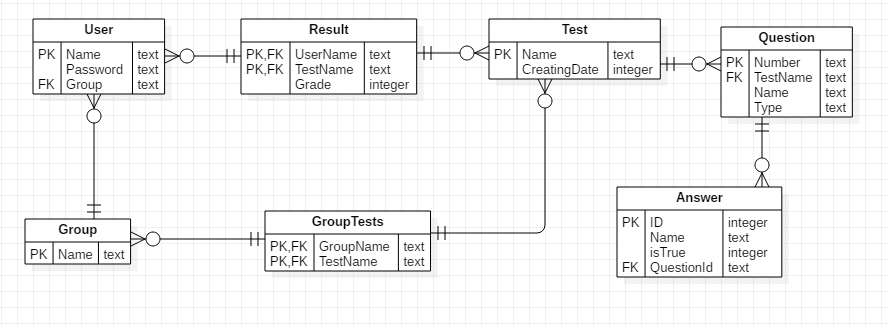 User
PK Name text
Password text
FK Group text
Result
PK,FK UserName text
PK,FK TestName text
Grade integer
Test
PK Name text
CreatingDate integer
Question
PK Number text
FK TestName text
Name text
Type text
Group
PK Name text
GroupTests
PK,FK GroupName text
PK,FK TestName text
Answer
PK ID integer
Name text
isTrue integer
FK QuestionId text